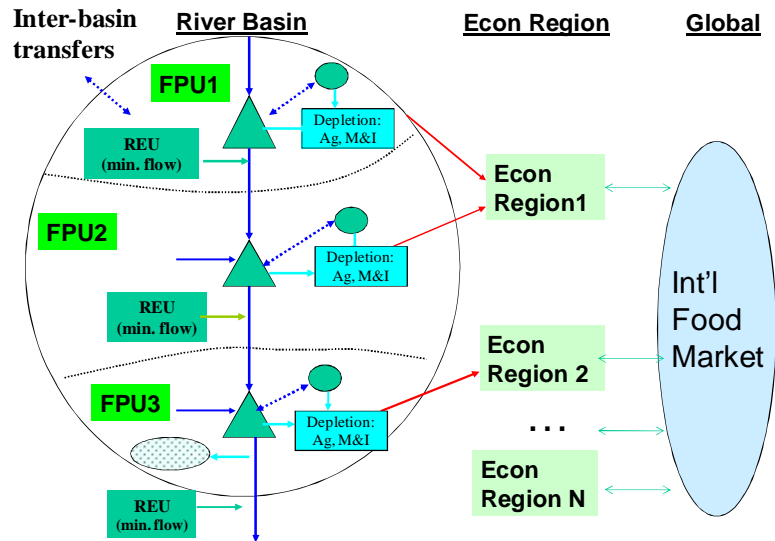 Inter-basin
transfers
River Basin
Econ Region
Global
FPU1
Depletion:
Ag, M&I
REU
(min. flow)
Econ
Region1
FPU2
Depletion:
Ag, M&I
REU
(min. flow)
Int'l
Food
Market
Econ
Region 2
FPU3
Depletion:
Ag, M&I
...
Econ
Region N
REU
(min. flow)